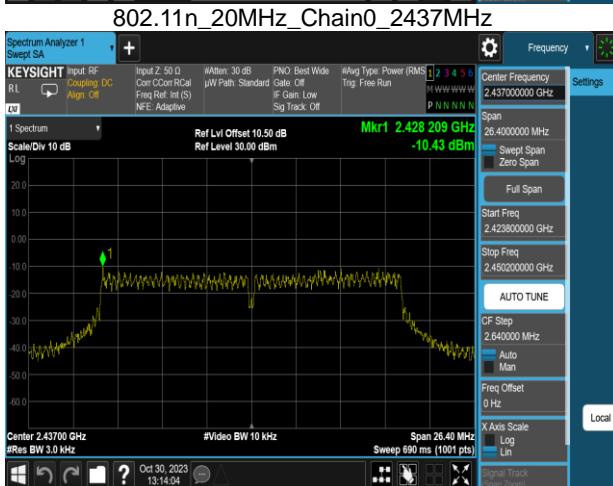 802.11n_20MHz_Chain0_2437MHz
Spectrum Analyzer 1
Swept SA
+
Frequency
KEYSIGHT
RL
Input: RF
Coupling: DC
Align: Off
Input Z: 50 Ω
Corr CCorr RCal
Freq Ref: Int (S)
NFE: Adaptive
#Atten: 30 dB
µW Path: Standard
PNO: Best Wide
Gate: Off
IF Gain: Low
Sig Track: Off
#Avg Type: Power (RMS)
Trig: Free Run
1 2 3 4 5 6
M W W W W W
P N N N N N
Center Frequency
2.437000000 GHz
Settings
Span
26.4000000 MHz
Swept Span
Zero Span
Full Span
Start Freq
2.423800000 GHz
Stop Freq
2.450200000 GHz
AUTO TUNE
CF Step
2.640000 MHz
Auto
Man
Freq Offset
0 Hz
X Axis Scale
Log
Lin
Signal Track
(Span Zoom)
Local
1 Spectrum
Scale/Div 10 dB
Log
Ref Lvl Offset 10.50 dB
Ref Level 30.00 dBm
Mkr1 2.428 209 GHz
-10.43 dBm
20.0
10.0
0.00
-10.0
-20.0
-30.0
-40.0
-50.0
-60.0
1
Center 2.43700 GHz
#Res BW 3.0 kHz
#Video BW 10 kHz
Span 26.40 MHz
Sweep 690 ms (1001 pts)
?
Oct 30, 2023
13:14:04